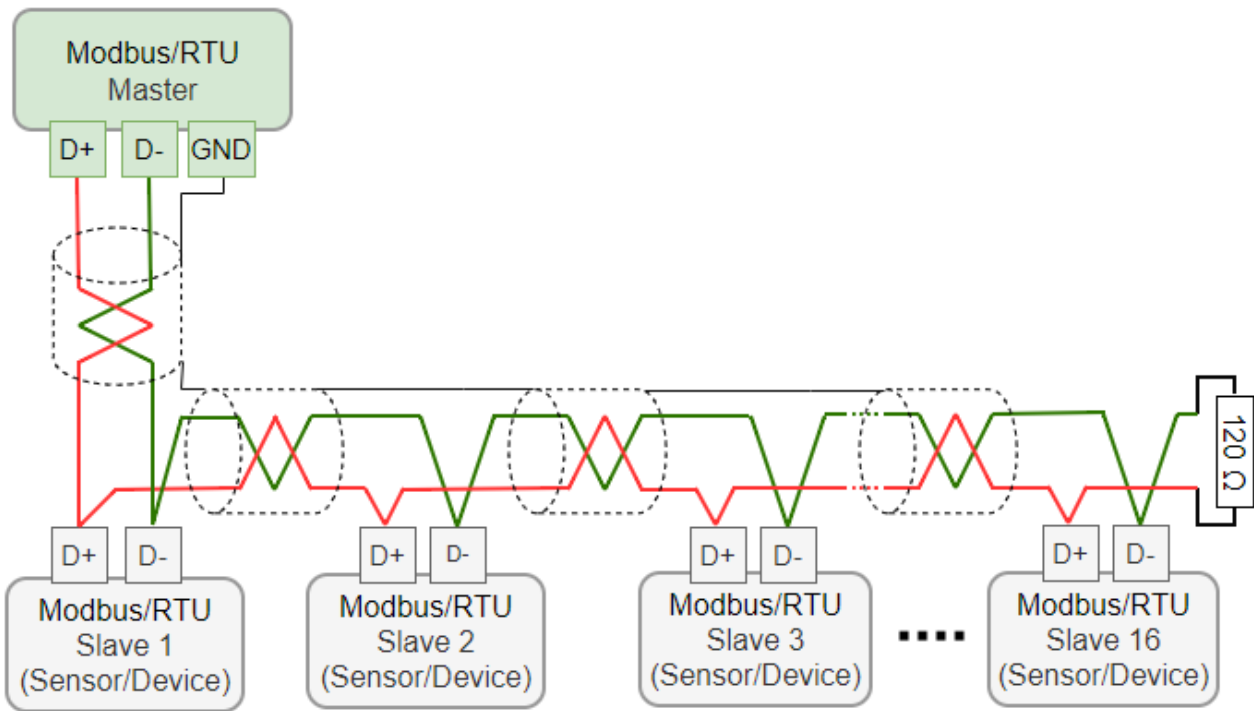 Modbus/RTU
Master
D+ D- GND
120 Ω
D+ D- D+ D- D+ D- D+ D-
Modbus/RTU
Slave 1
(Sensor/Device)
Modbus/RTU
Slave 2
(Sensor/Device)
Modbus/RTU
Slave 3
(Sensor/Device)
Modbus/RTU
Slave 16
(Sensor/Device)